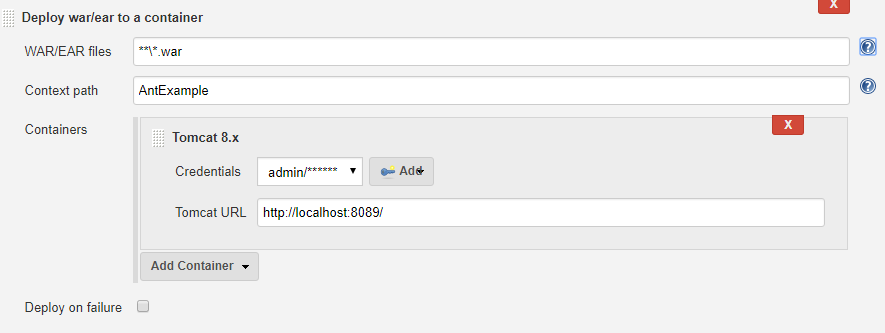 X
Deploy war/ear to a container
WAR/EAR files **\*.war ?
Context path AntExample ?
Containers
Tomcat 8.x X
Credentials admin/****** Add
Tomcat URL http://localhost:8089/
Add Container
Deploy on failure